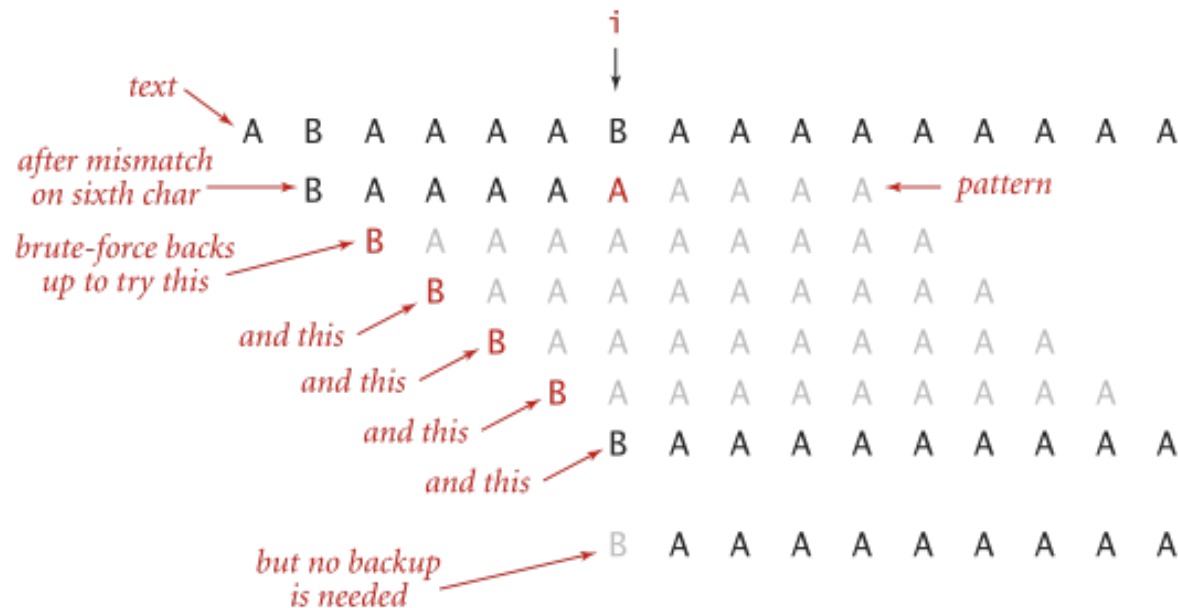 i
text
A B A A A A B A A A A A A A A A
after mismatch
on sixth char
B A A A A A A A A A
pattern
brute-force backs
up to try this
B A A A A A A A A A
and this
B A A A A A A A A A
and this
B A A A A A A A A A
and this
B A A A A A A A A A
and this
B A A A A A A A A A
but no backup
is needed
B A A A A A A A A A